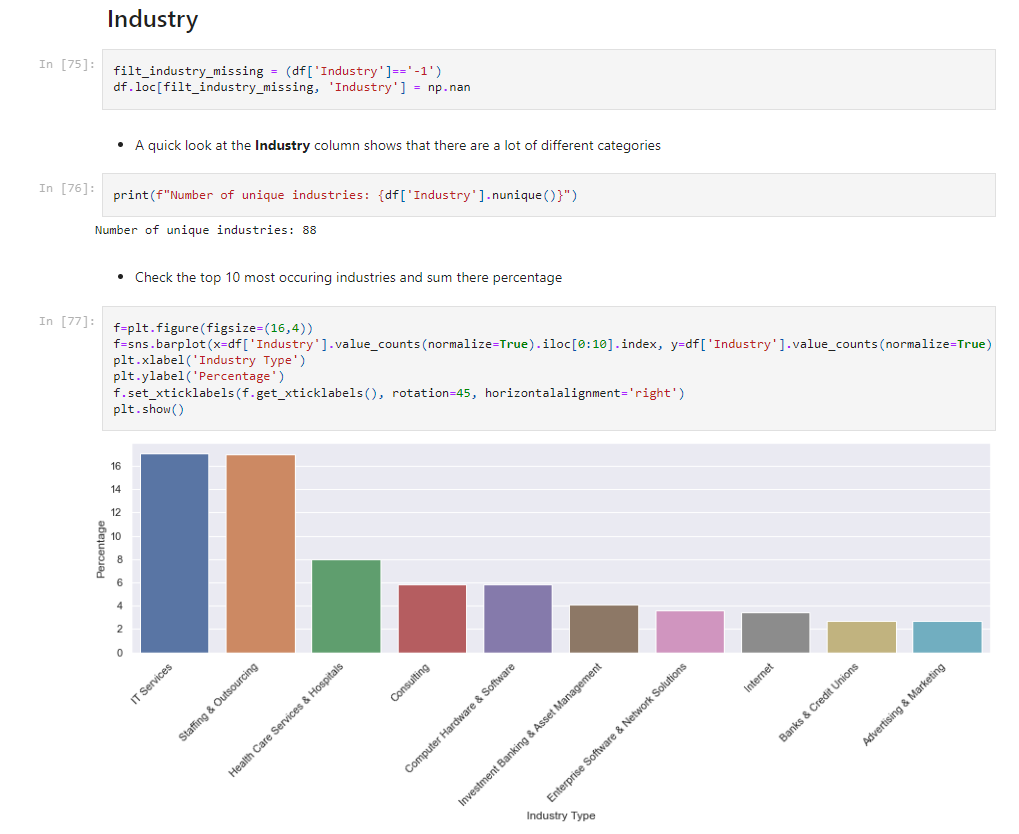 Industry
In [75]:
filt_industry_missing = (df['Industry']=='-1')
df.loc[filt_industry_missing, 'Industry'] = np.nan
• A quick look at the Industry column shows that there are a lot of different categories
In [76]:
print(f"Number of unique industries: {df['Industry'].nunique()}")
Number of unique industries: 88
• Check the top 10 most occuring industries and sum there percentage
In [77]:
f=plt.figure(figsize=(16,4))
f=sns.barplot(x=df['Industry'].value_counts(normalize=True).iloc[0:10].index, y=df['Industry'].value_counts(normalize=True)
plt.xlabel('Industry Type')
plt.ylabel('Percentage')
f.set_xticklabels(f.get_xticklabels(), rotation=45, horizontalalignment='right')
plt.show()
Percentage
16
14
12
10
8
6
4
2
0
IT Services
Staffing & Outsourcing
Health Care Services & Hospitals
Consulting
Computer Hardware & Software
Investment Banking & Asset Management
Enterprise Software & Network Solutions
Internet
Banks & Credit Unions
Advertising & Marketing
Industry Type